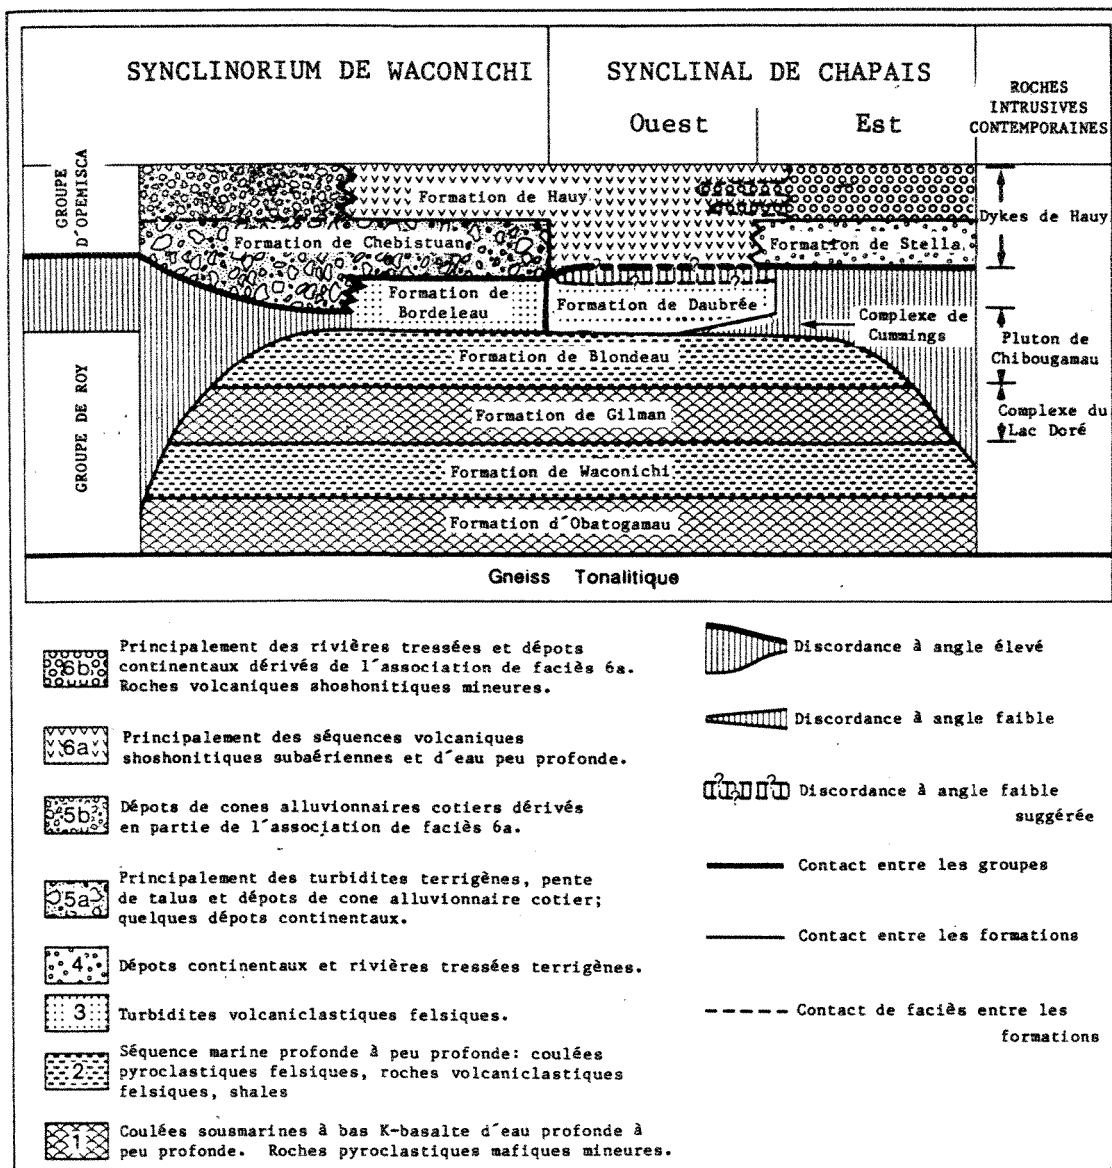 SYNCLINORIUM DE WACONICHI
SYNCLINAL DE CHAPAIS
Ouest
Est
ROCHES
INTRUSIVES
CONTEMPORAINES
GROUPE
D'OPEMISCA
GROUPE DE ROY
Formation de Hauy
Formation de Chebistuan
Formation de Stella
Formation de
Bordeleau
Formation de Daubrée
Complexe de
Cummings
Formation de Blondeau
Formation de Gilman
Formation de Waconichi
Formation d'Obatogamau
Gneiss Tonalitique
Dykes de Hauy
Pluton de
Chibougamau
Complexe du
Lac Doré
6b
Principalement des rivières tressées et dépots
continentaux dérivés de l'association de faciès 6a.
Roches volcaniques shoshonitiques mineures.
6a
Principalement des séquences volcaniques
shoshonitiques subaériennes et d'eau peu profonde.
5b
Dépots de cones alluvionnaires cotiers dérivés
en partie de l'association de faciès 6a.
5a
Principalement des turbidites terrigènes, pente
de talus et dépots de cone alluvionnaire cotier;
quelques dépots continentaux.
4
Dépots continentaux et rivières tressées terrigènes.
3
Turbidites volcaniclastiques felsiques.
2
Séquence marine profonde à peu profonde: coulées
pyroclastiques felsiques, roches volcaniclastiques
felsiques, shales
1
Coulées sousmarines à bas K-basalte d'eau profonde à
peu profonde. Roches pyroclastiques mafiques mineures.
Discordance à angle élevé
Discordance à angle faible
? ? ?
Discordance à angle faible
suggérée
Contact entre les groupes
Contact entre les formations
Contact de faciès entre les
formations